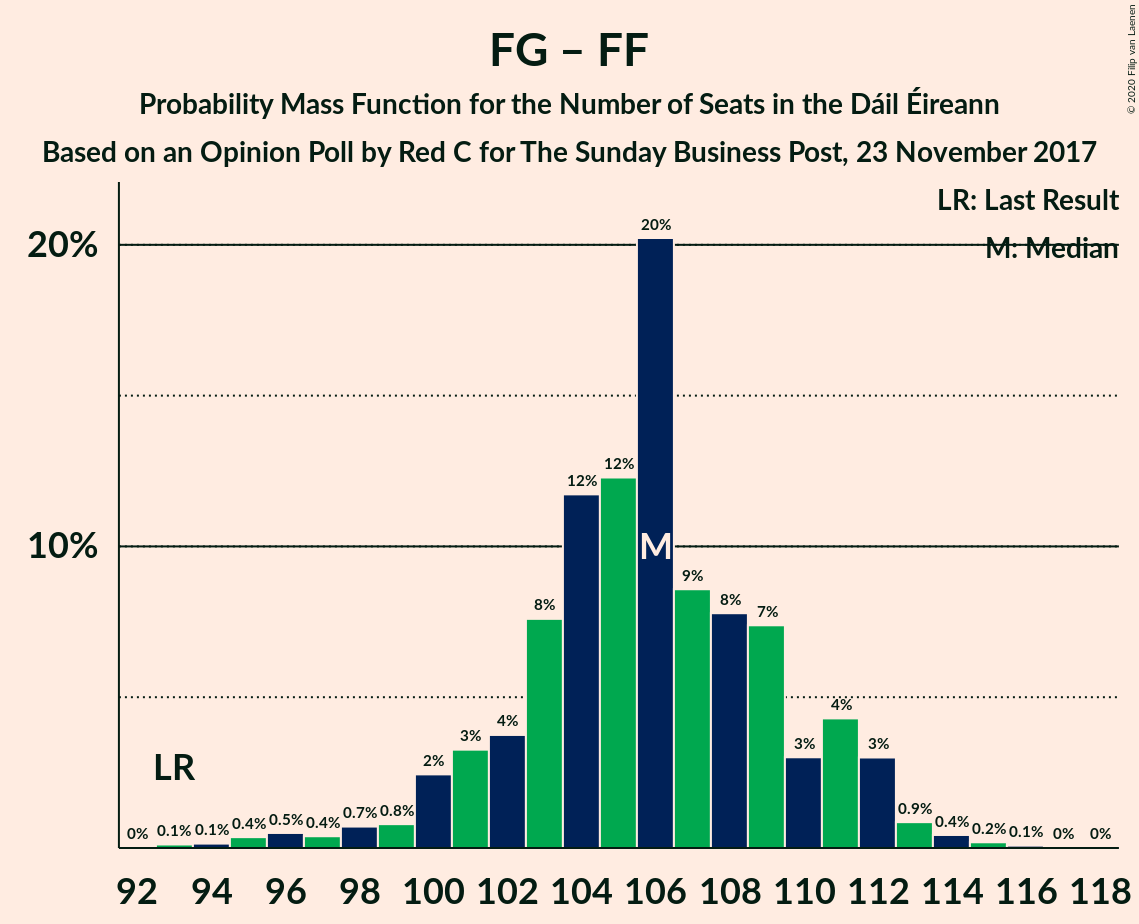 FG – FF
Probability Mass Function for the Number of Seats in the Dáil Éireann
Based on an Opinion Poll by Red C for The Sunday Business Post, 23 November 2017
© 2020 Filip van Laenen
LR: Last Result
M: Median
20%
10%
LR
M
0% 0.1% 0.1% 0.4% 0.5% 0.4% 0.7% 0.8% 2% 3% 4% 8% 12% 12% 20% 9% 8% 7% 3% 4% 3% 0.9% 0.4% 0.2% 0.1% 0% 0%
92 94 96 98 100 102 104 106 108 110 112 114 116 118